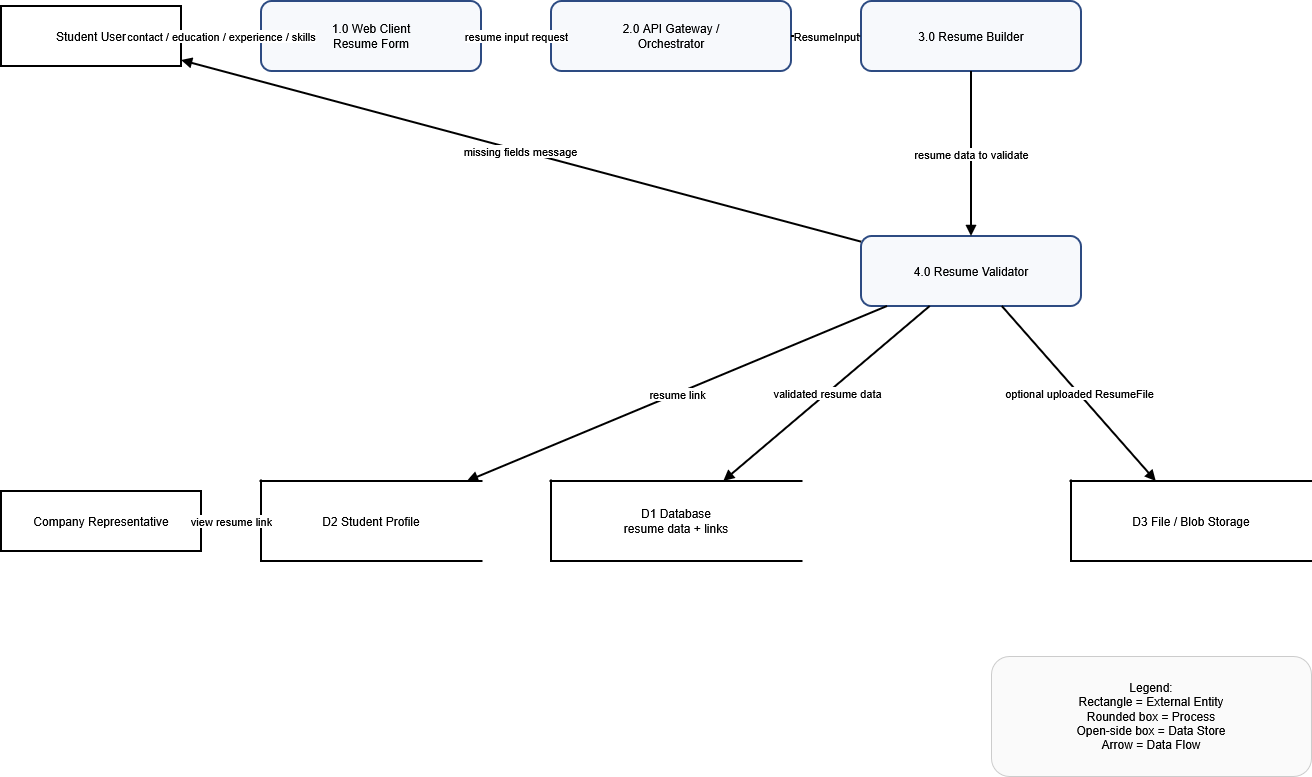 Student User
contact / education / experience / skills
1.0 Web Client
Resume Form
resume input request
2.0 API Gateway /
Orchestrator
ResumeInput
3.0 Resume Builder
missing fields message
resume data to validate
4.0 Resume Validator
resume link
validated resume data
optional uploaded ResumeFile
Company Representative
view resume link
D2 Student Profile
D1 Database
resume data + links
D3 File / Blob Storage
Legend:
Rectangle = External Entity
Rounded box = Process
Open-side box = Data Store
Arrow = Data Flow